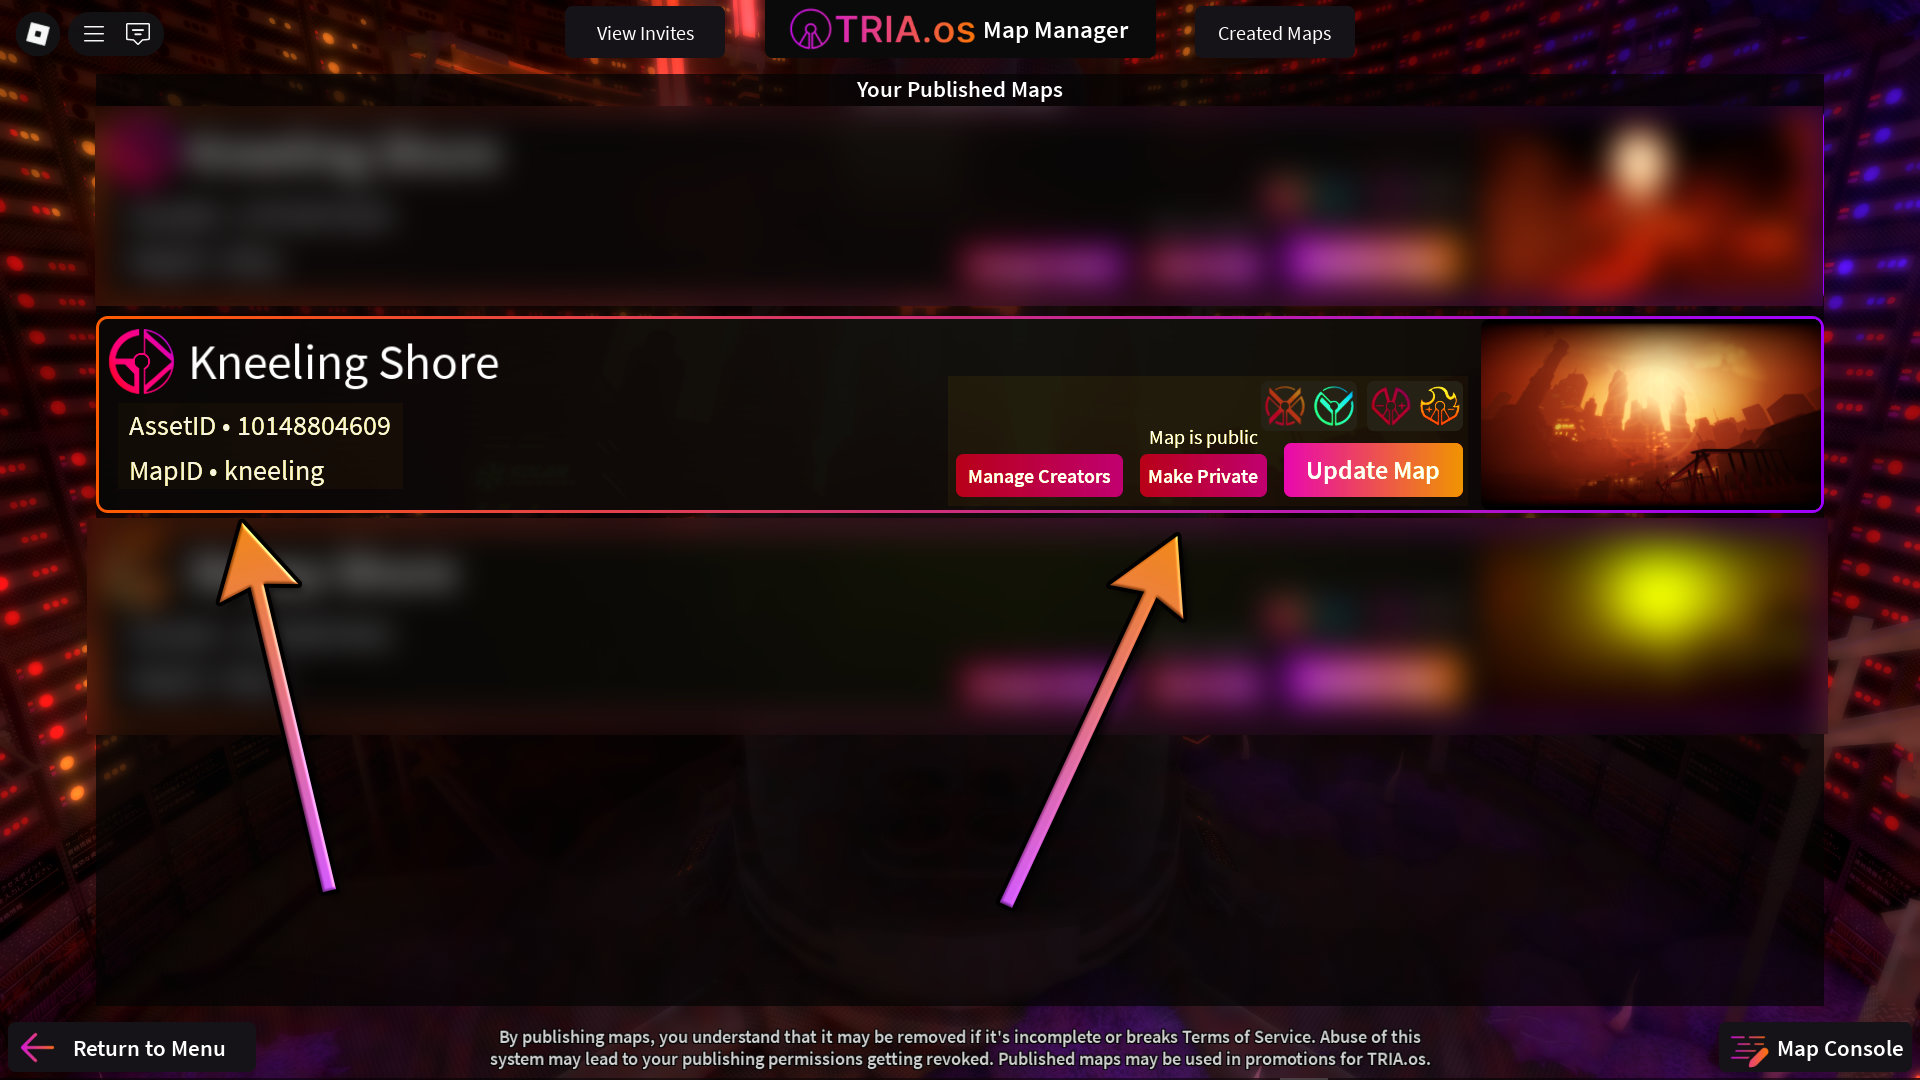 View Invites
TRIA.os Map Manager
Created Maps
Your Published Maps
Kneeling Shore
AssetID • 10148804609
MapID • kneeling
Map is public
Manage Creators
Make Private
Update Map
Return to Menu
By publishing maps, you understand that it may be removed if it's incomplete or breaks Terms of Service. Abuse of this
system may lead to your publishing permissions getting revoked. Published maps may be used in promotions for TRIA.os.
Map Console